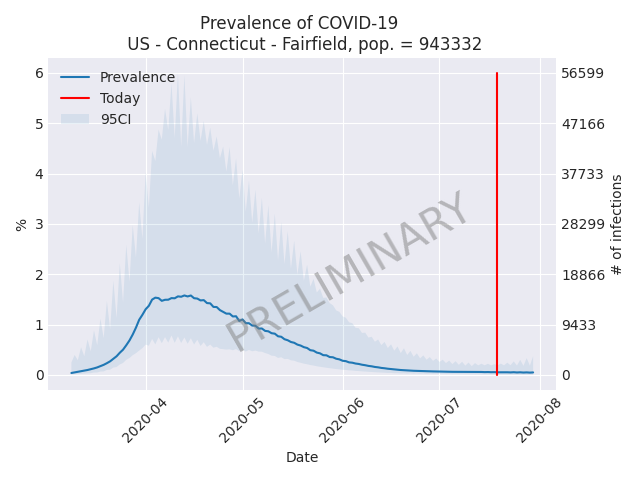 Prevalence of COVID-19
US - Connecticut - Fairfield, pop. = 943332
Prevalence
Today
95CI
PRELIMINARY
6
5
4
3
2
1
0
%
56599
47166
37733
28299
18866
9433
0
# of infections
2020-04
2020-05
2020-06
2020-07
2020-08
Date